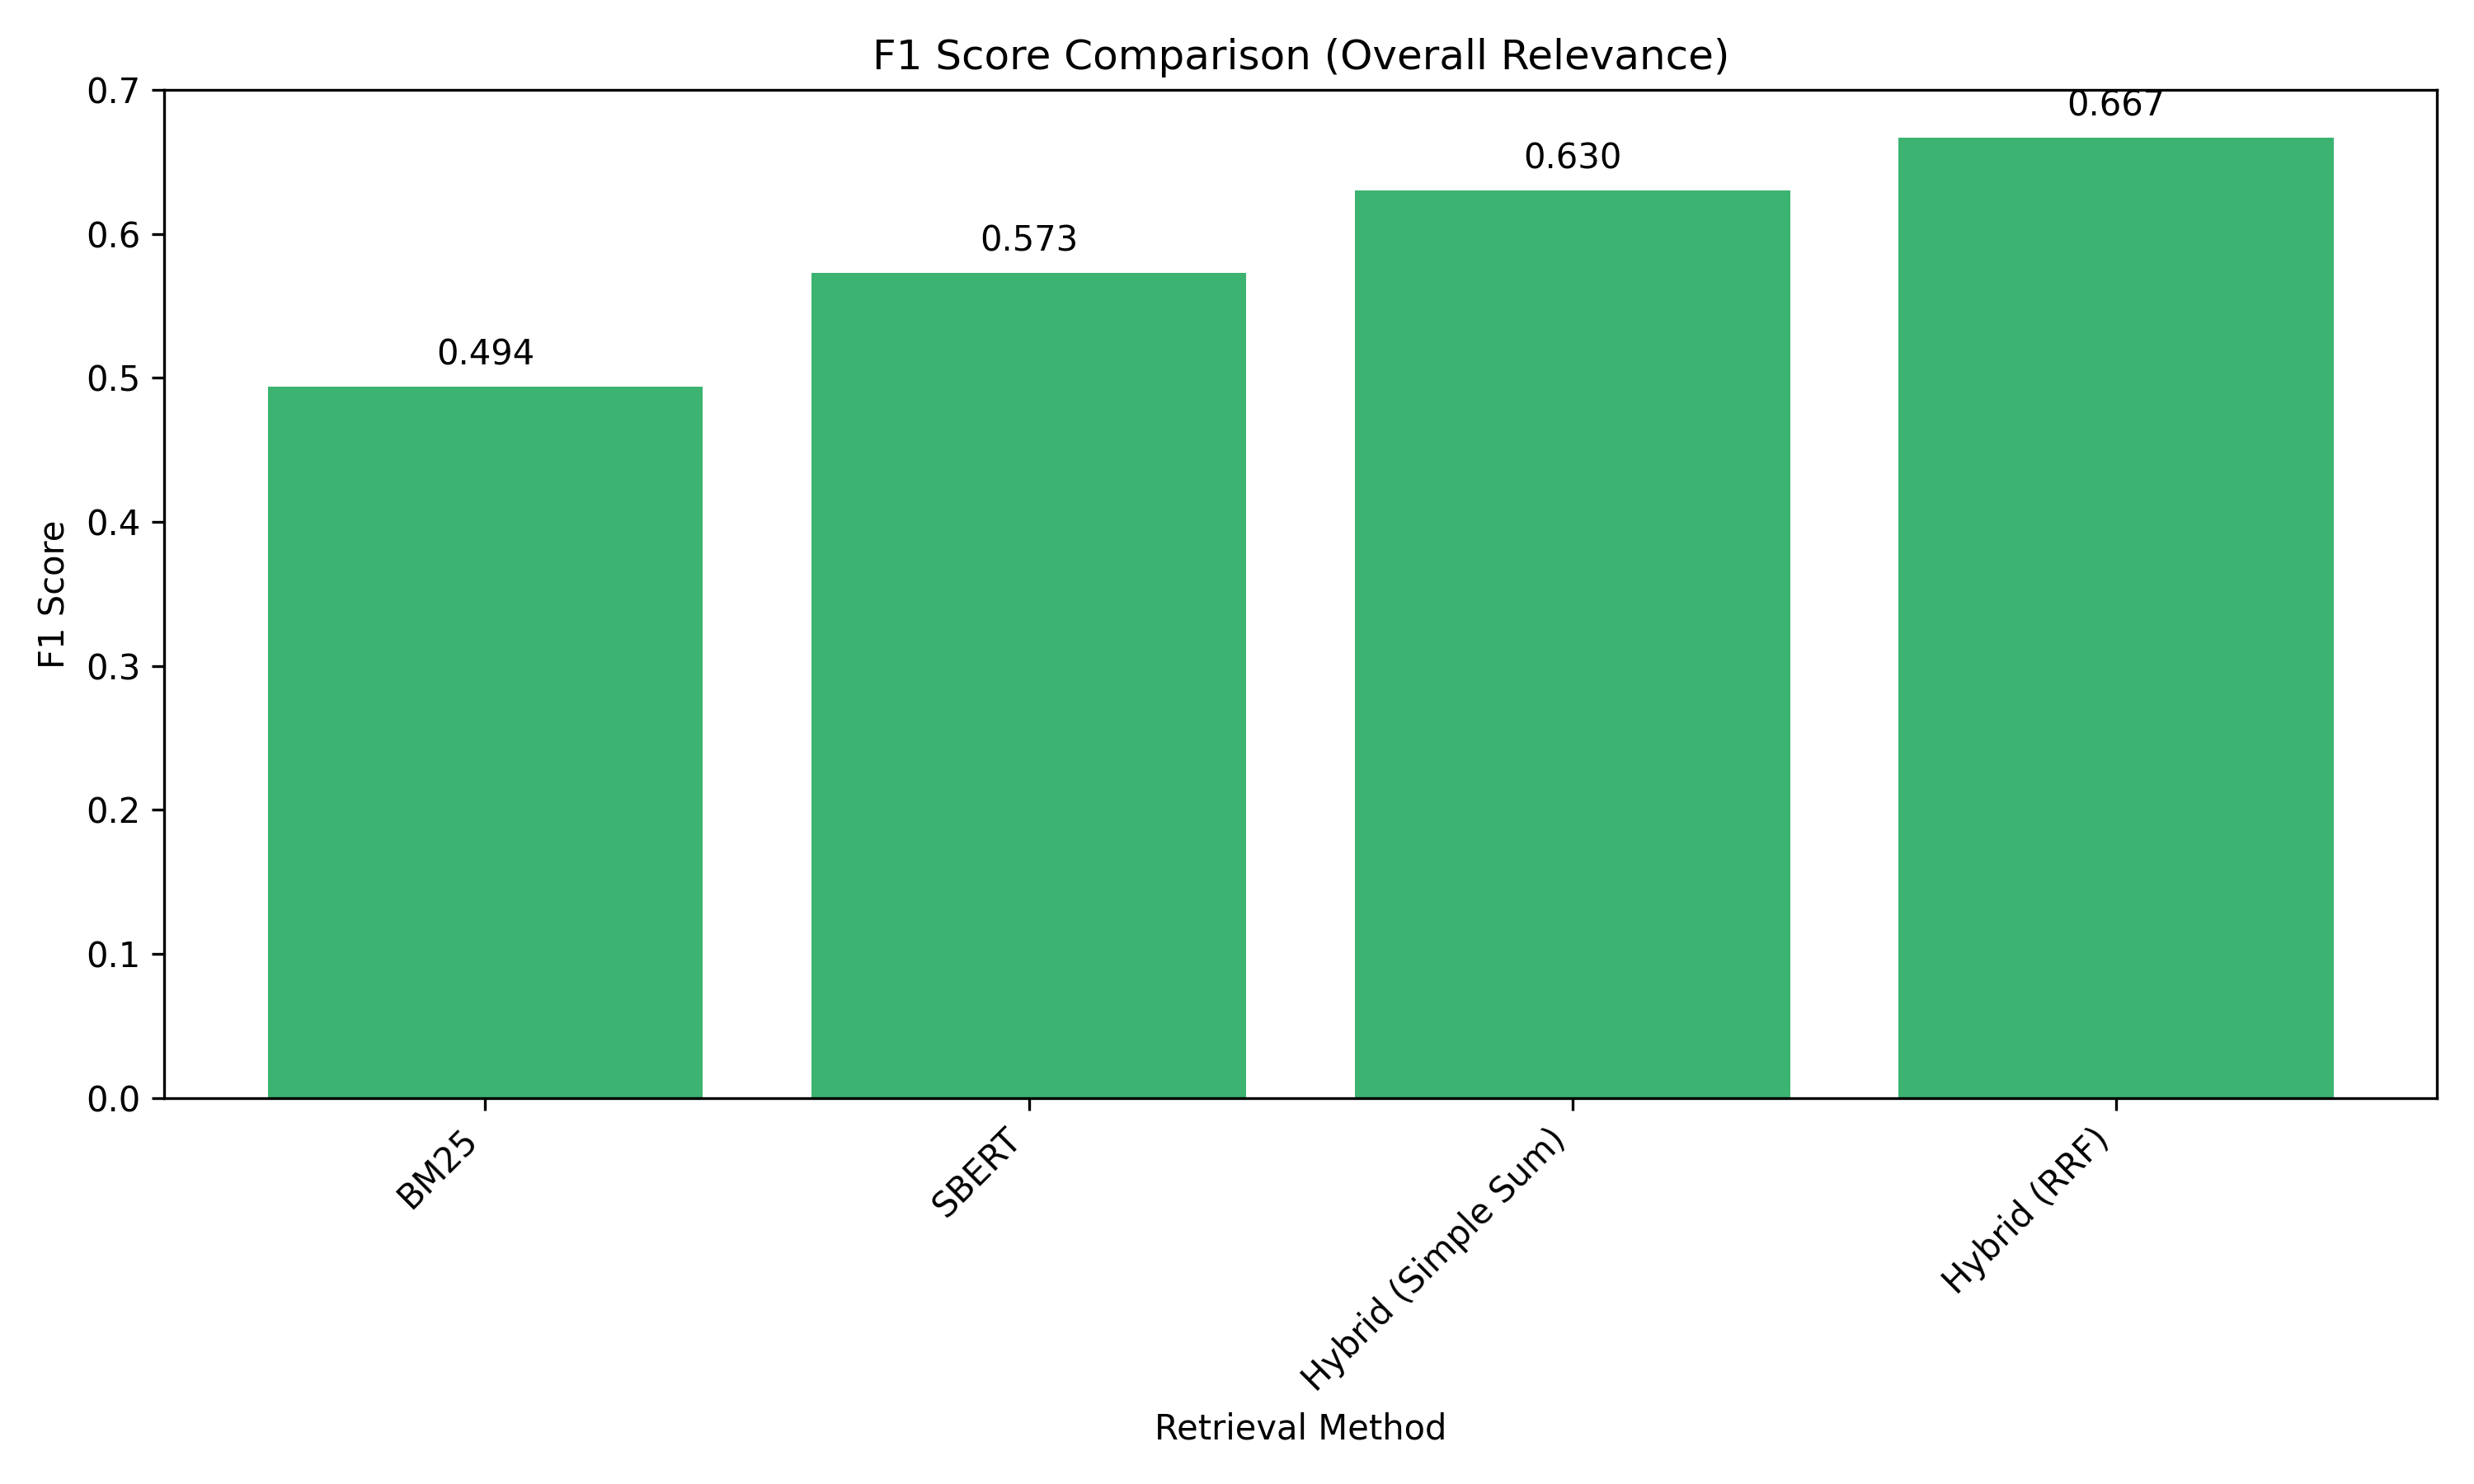 F1 Score Comparison (Overall Relevance)
0.7
0.6
0.5
0.4
0.3
0.2
0.1
0.0
F1 Score
0.494
0.573
0.630
0.667
BM25
SBERT
Hybrid (Simple Sum)
Hybrid (RRF)
Retrieval Method